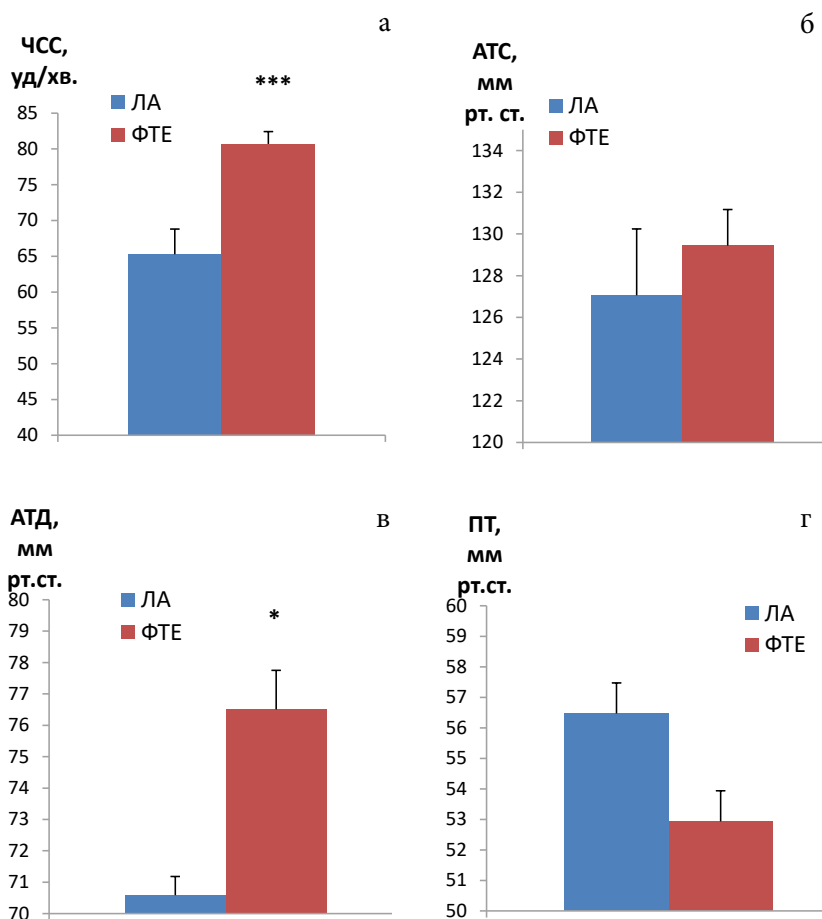 а
ЧСС,
уд/хв.
***
ЛА
ФТЕ
85
80
75
70
65
60
55
50
45
40
б
АТС,
мм
рт. ст.
ЛА
ФТЕ
134
132
130
128
126
124
122
120
в
АТД,
мм
рт.ст.
*
ЛА
ФТЕ
80
79
78
77
76
75
74
73
72
71
70
г
ПТ,
мм
рт.ст.
ЛА
ФТЕ
60
59
58
57
56
55
54
53
52
51
50